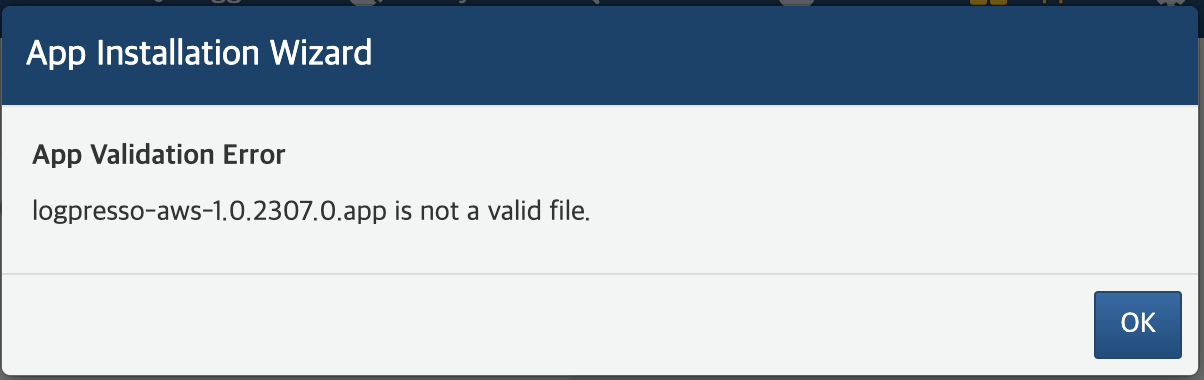 App Installation Wizard
App Validation Error
logpresso-aws-1.0.2307.0.app is not a valid file.
OK